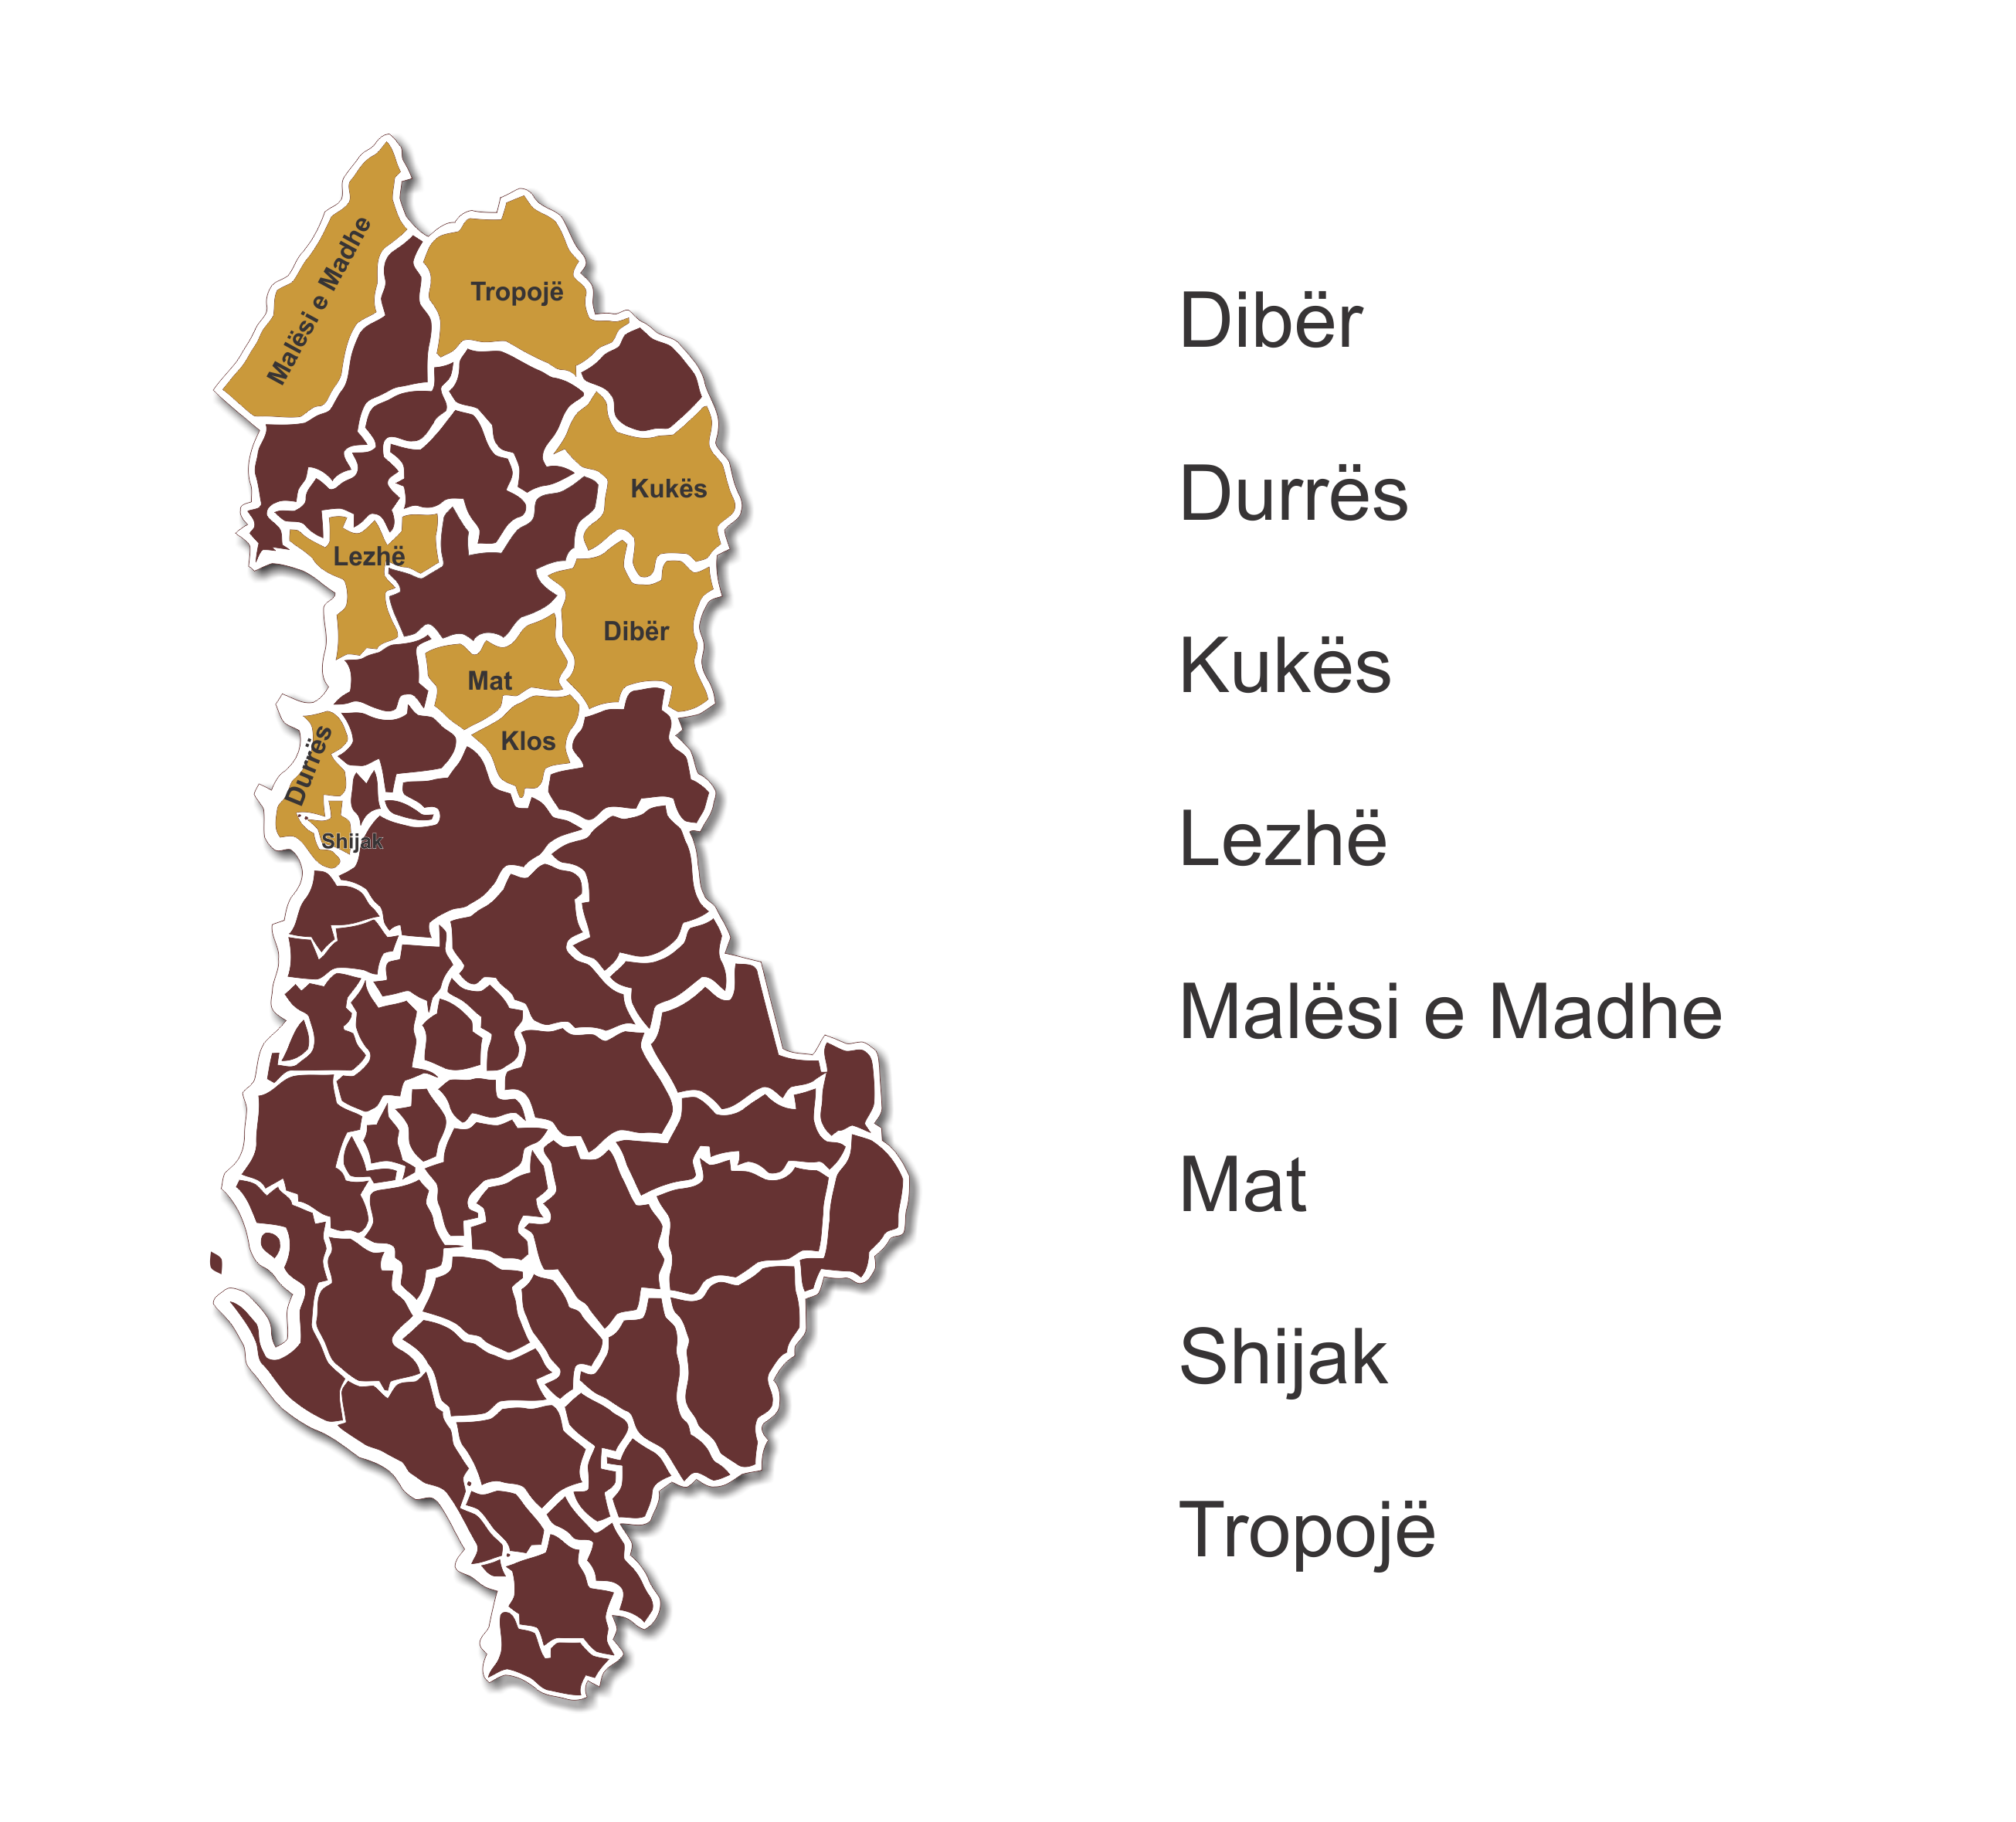 Malësi e Madhe
Tropojë
Kukës
Lezhë
Dibër
Mat
Klos
Durrës
Shijak
Dibër
Durrës
Kukës
Lezhë
Malësi e Madhe
Mat
Shijak
Tropojë